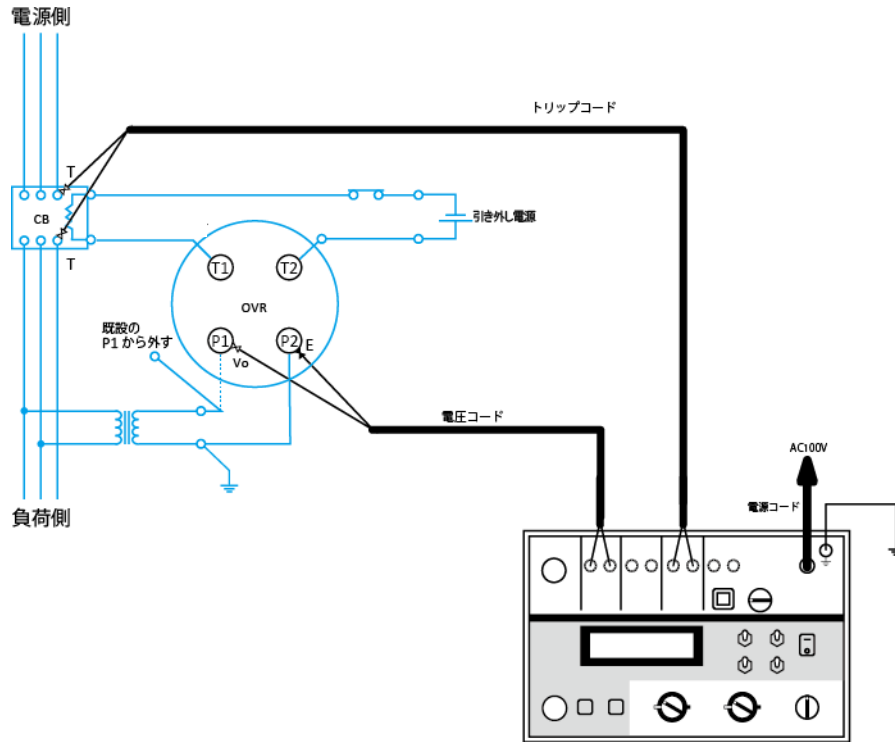 電源側
トリップコード
T
CB
T
引き外し電源
T1
T2
OVR
既設の
P1 から外す
P1
P2
E
Vo
電圧コード
AC100V
電源コード
負荷側